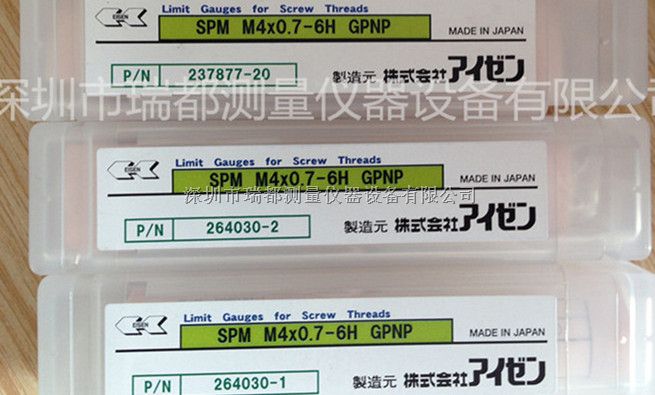 Limit Gauges for Screw Threads
SPM M4x0.7-6H GPNP
MADE IN JAPAN
EISEN
P/N 237877-20
製造元 株式会社アイゼン
深圳市瑞都测量仪器设备有限公司
Limit Gauges for Screw Threads
EISEN
SPM M4x0.7-6H GPNP
MADE IN JAPAN
深圳市瑞都测量仪器设备有限公司
P/N 264030-2
製造元 株式会社アイゼン
Limit Gauges for Screw Threads
EISEN
SPM M4x0.7-6H GPNP
MADE IN JAPAN
P/N 264030-1
製造元 株式会社アイゼン